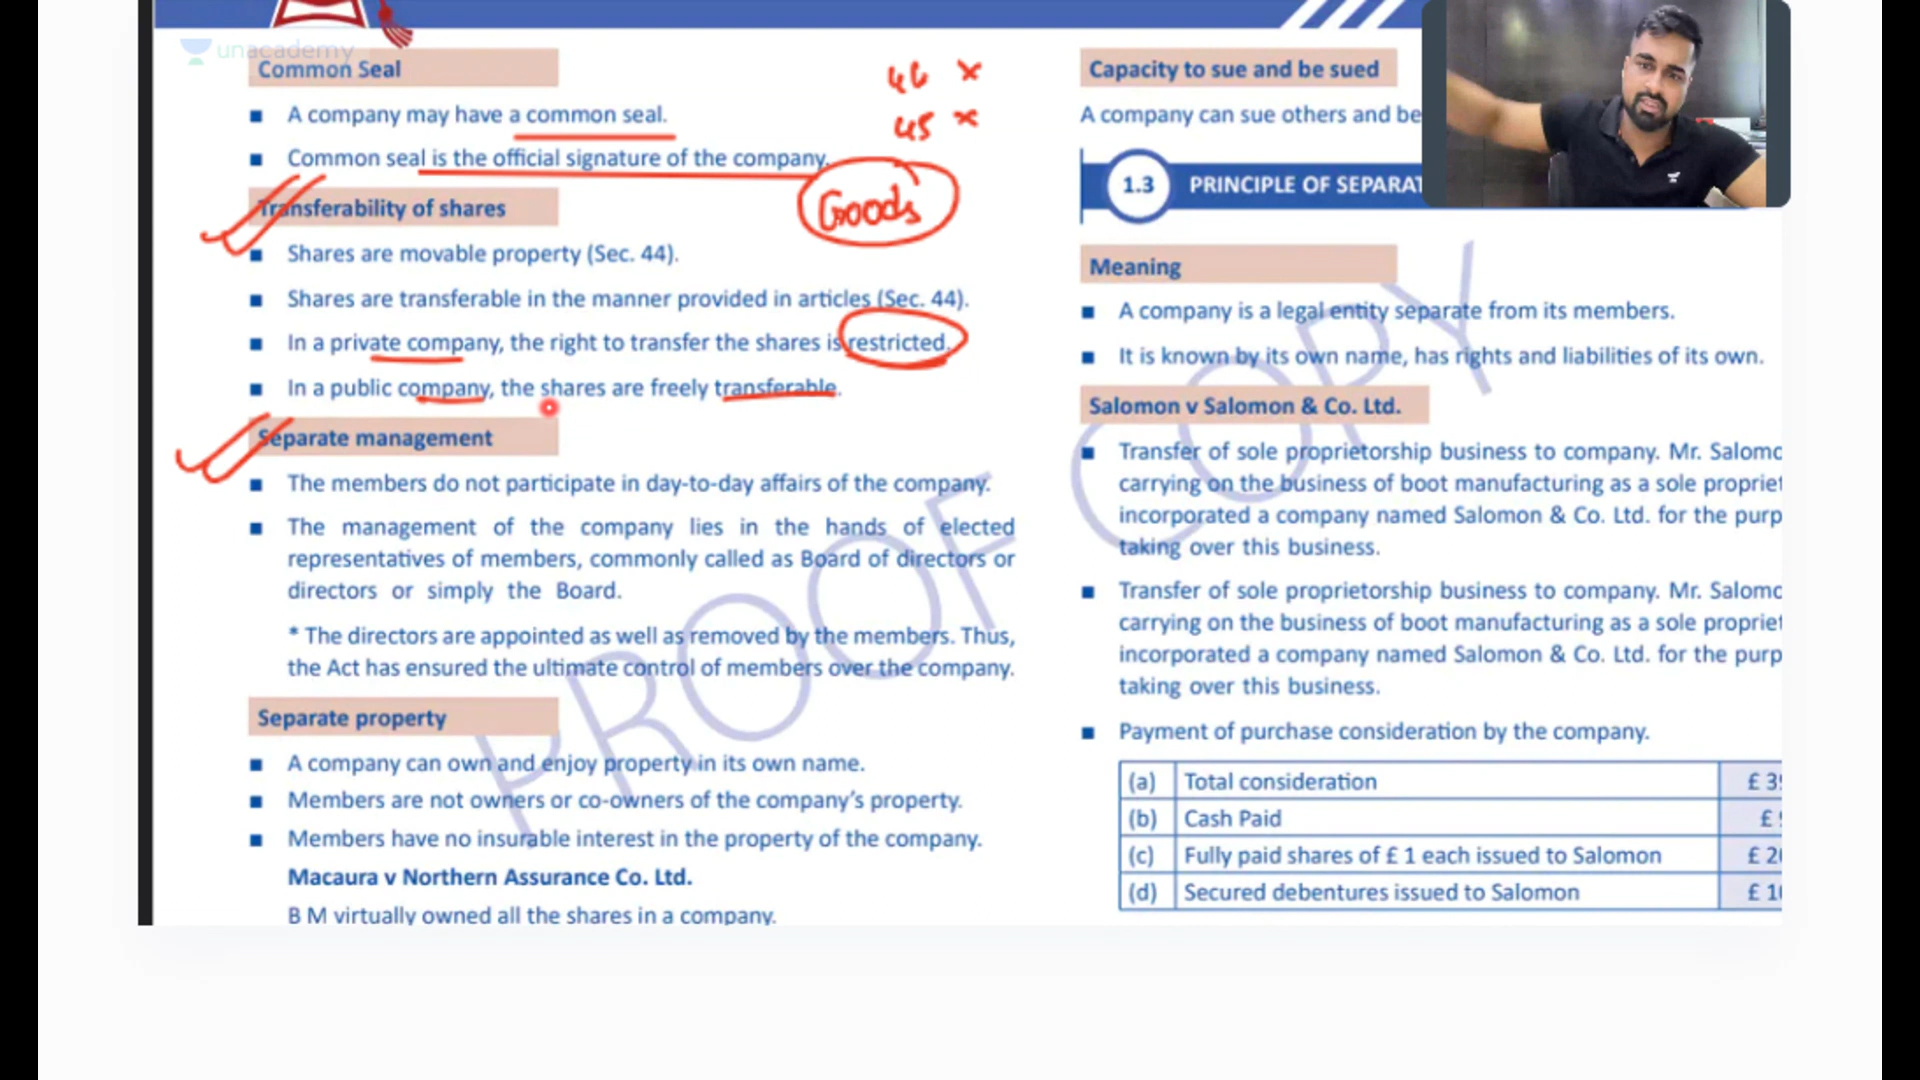 unacademy
Common Seal
■ A company may have a common seal.
■ Common seal is the official signature of the company.
46 ×
45 ×
Goods
Transferability of shares
■ Shares are movable property (Sec. 44).
■ Shares are transferable in the manner provided in articles (Sec. 44).
■ In a private company, the right to transfer the shares is restricted.
■ In a public company, the shares are freely transferable.
Separate management
■ The members do not participate in day-to-day affairs of the company.
■ The management of the company lies in the hands of elected
representatives of members, commonly called as Board of directors or
directors or simply the Board.
* The directors are appointed as well as removed by the members. Thus,
the Act has ensured the ultimate control of members over the company.
Separate property
■ A company can own and enjoy property in its own name.
■ Members are not owners or co-owners of the company's property.
■ Members have no insurable interest in the property of the company.
Macaura v Northern Assurance Co. Ltd.
B M virtually owned all the shares in a company.
Capacity to sue and be sued
A company can sue others and be
1.3 PRINCIPLE OF SEPARAT
Meaning
■ A company is a legal entity separate from its members.
■ It is known by its own name, has rights and liabilities of its own.
Salomon v Salomon & Co. Ltd.
■ Transfer of sole proprietorship business to company. Mr. Salomo
carrying on the business of boot manufacturing as a sole propriet
incorporated a company named Salomon & Co. Ltd. for the purp
taking over this business.
■ Transfer of sole proprietorship business to company. Mr. Salomo
carrying on the business of boot manufacturing as a sole propriet
incorporated a company named Salomon & Co. Ltd. for the purp
taking over this business.
■ Payment of purchase consideration by the company.
(a) Total consideration £ 3
(b) Cash Paid £
(c) Fully paid shares of £ 1 each issued to Salomon £ 2
(d) Secured debentures issued to Salomon £ 1
PROOF COPY